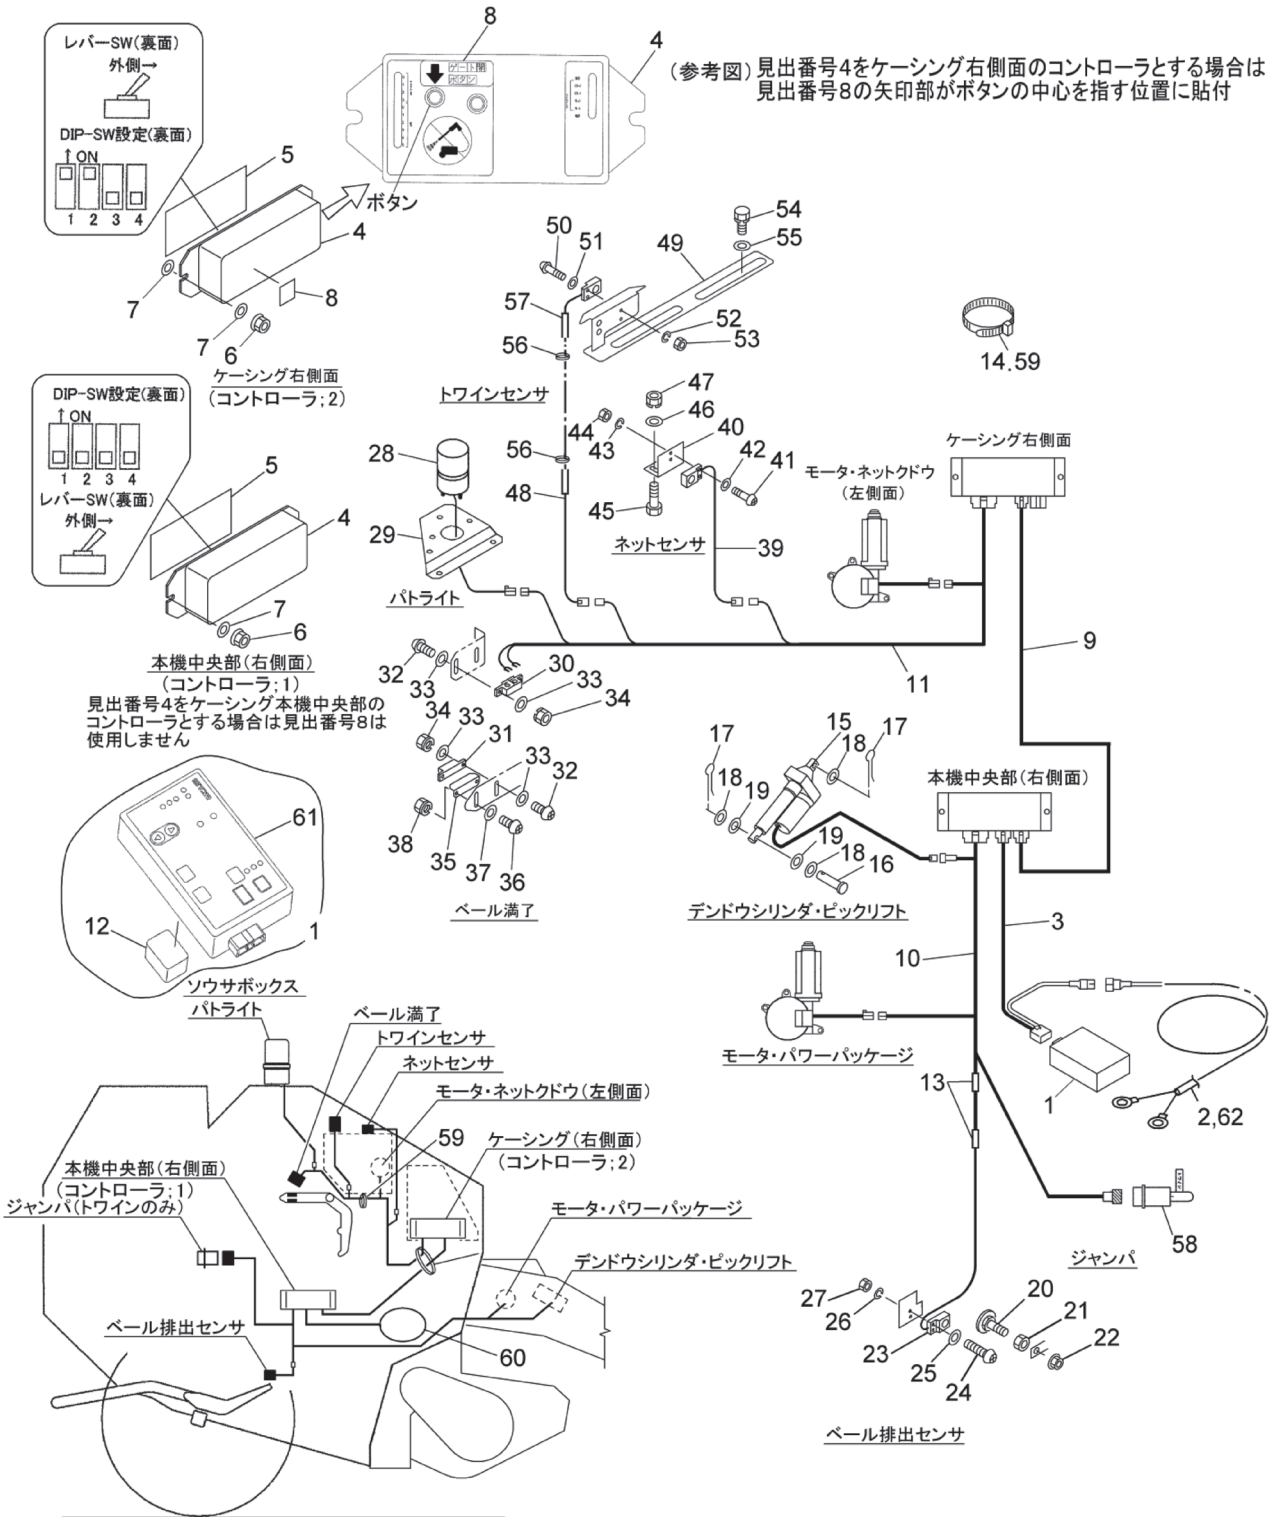 レバーSW(裏面)
外側→
DIP-SW設定(裏面)
↑ON
1 2 3 4
5
4
7
8
7
6
ケーシング右側面
(コントローラ;2)
8
4
ゲート開
ボタン
ボタン
(参考図)見出番号4をケーシング右側面のコントローラとする場合は
見出番号8の矢印部がボタンの中心を指す位置に貼付
DIP-SW設定(裏面)
↑ON
1 2 3 4
レバーSW(裏面)
外側→
5
4
7
6
本機中央部(右側面)
(コントローラ;1)
見出番号4をケーシング本機中央部の
コントローラとする場合は見出番号8は
使用しません
50
51
49
54
55
57
52
53
56
トワインセンサ
47
46
44
43
40
42
41
56
48
45
ネットセンサ
39
28
29
パトライト
14.59
ケーシング右側面
モータ・ネットクドウ
(左側面)
9
11
32
33
30
33
34
34
33
31
33
32
38
35
37
36
ベール満了
17
15
18
17
18
19
19
18
16
デンドウシリンダ・ピックリフト
本機中央部(右側面)
3
10
モータ・パワーパッケージ
13
1
2,62
58
ジャンパ
27
26
23
25
24
20
21
22
ベール排出センサ
61
12
1
ソウサボックス
パトライト
ベール満了
トワインセンサ
ネットセンサ
モータ・ネットクドウ(左側面)
59
ケーシング(右側面)
(コントローラ;2)
本機中央部(右側面)
(コントローラ;1)
ジャンパ(トワインのみ)
モータ・パワーパッケージ
デンドウシリンダ・ピックリフト
ベール排出センサ
60